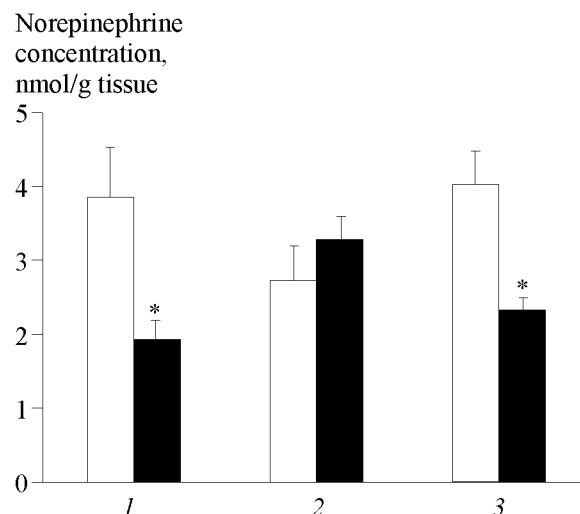 Norepinephrine
concentration,
nmol/g tissue
5
4
3
2
1
0
*
*
1 2 3